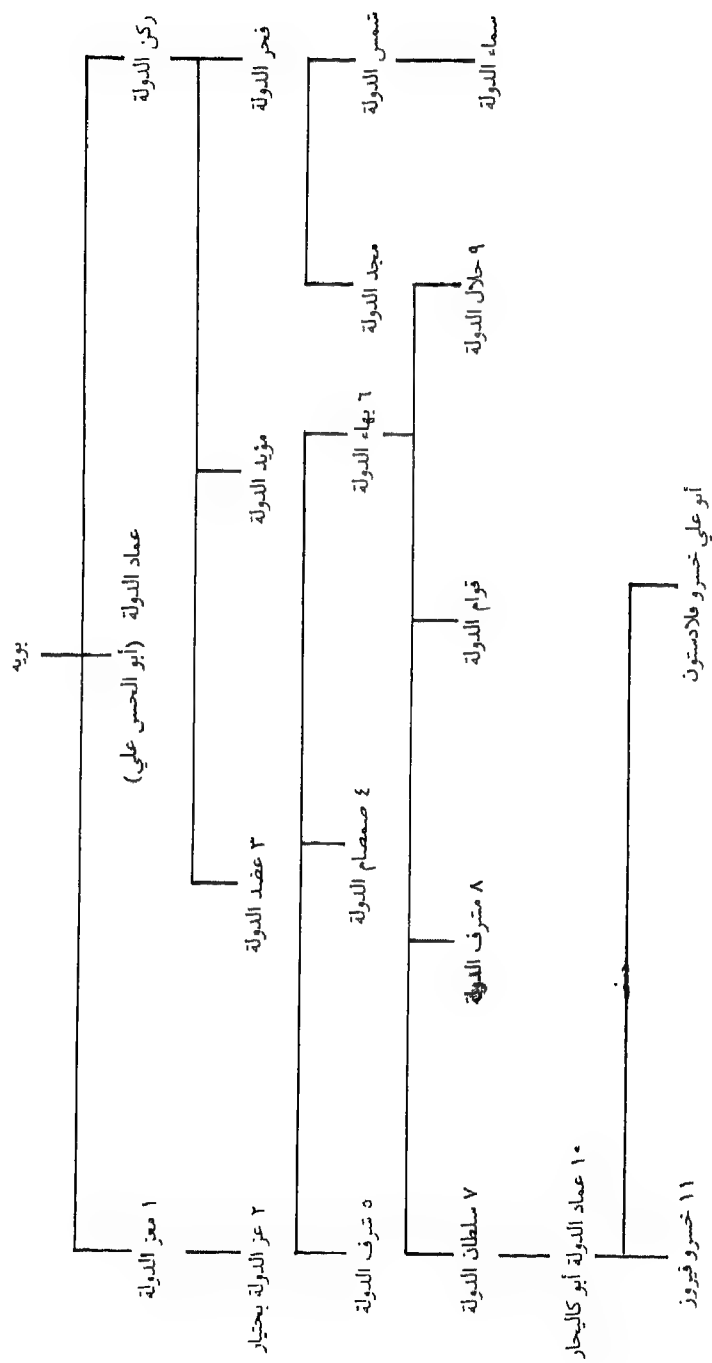 بويه
ركن الدولة
عماد الدولة (أبو الحسن علي)
١ معز الدولة
فخر الدولة
مؤيد الدولة
٣ عضد الدولة
٢ عز الدولة بختيار
شمس الدولة
مجد الدولة
٦ بهاء الدولة
٤ صمصام الدولة
٥ شرف الدولة
سماء الدولة
٩ جلال الدولة
قوام الدولة
٨ مشرف الدولة
٧ سلطان الدولة
١٠ عماد الدولة أبو كاليجار
أبو علي خسرو فلادستون
١١ خسرو فيروز